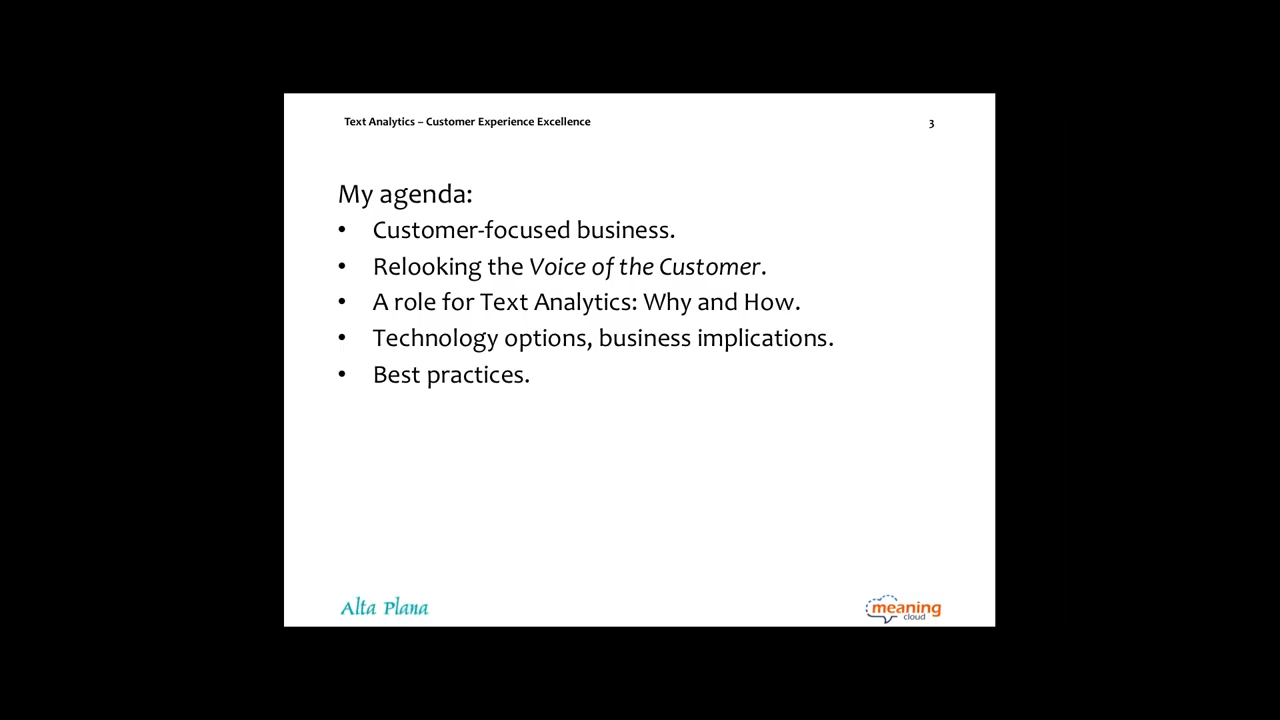 Text Analytics – Customer Experience Excellence 3
My agenda:
• Customer-focused business.
• Relooking the Voice of the Customer.
• A role for Text Analytics: Why and How.
• Technology options, business implications.
• Best practices.
Alta Plana
meaning
cloud